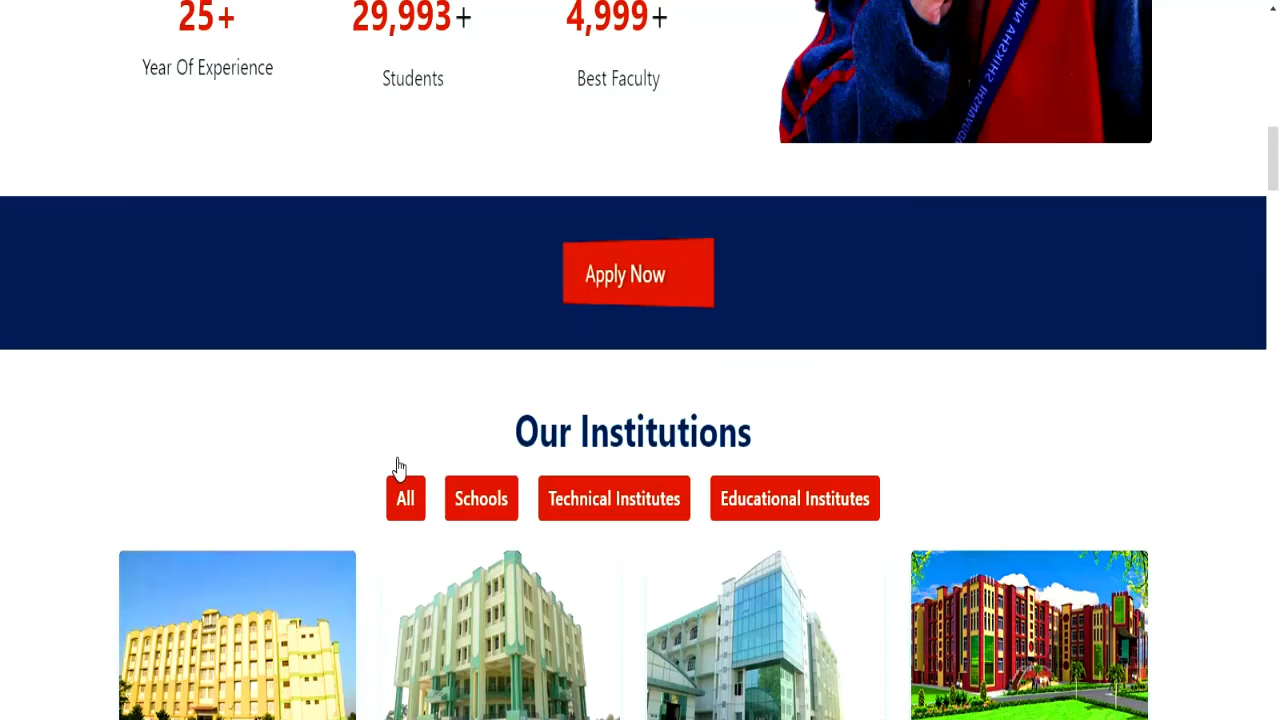 25+
29,993+
4,999+
Year Of Experience
Students
Best Faculty
Apply Now
Our Institutions
All
Schools
Technical Institutes
Educational Institutes